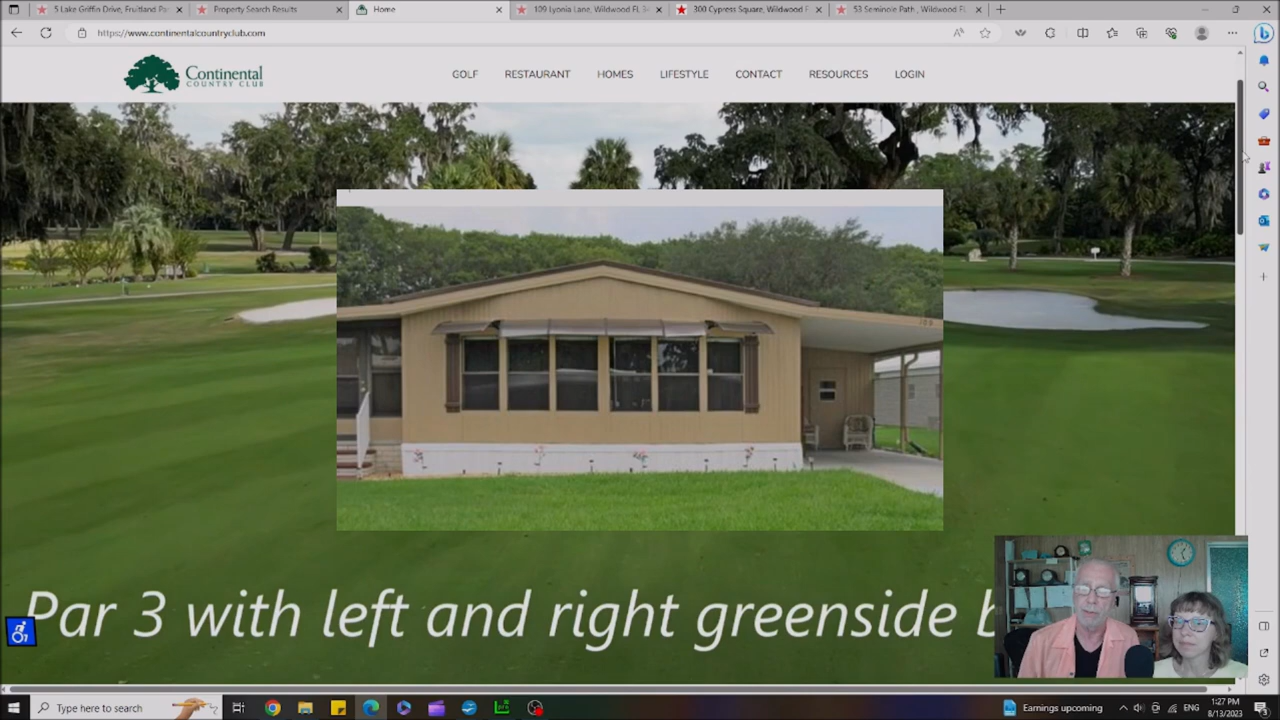 5 Lake Griffin Drive, Fruitland Par
Property Search Results
Home
109 Lyonia Lane, Wildwood FL
300 Cypress Square, Wildwood F
53 Seminole Path , Wildwood FL
https://www.continentalcountryclub.com
Continental
COUNTRY CLUB
GOLF
RESTAURANT
HOMES
LIFESTYLE
CONTACT
RESOURCES
LOGIN
Par 3 with left and right greenside b
Type here to search
Earnings upcoming
ENG
1:27 PM
8/13/2023